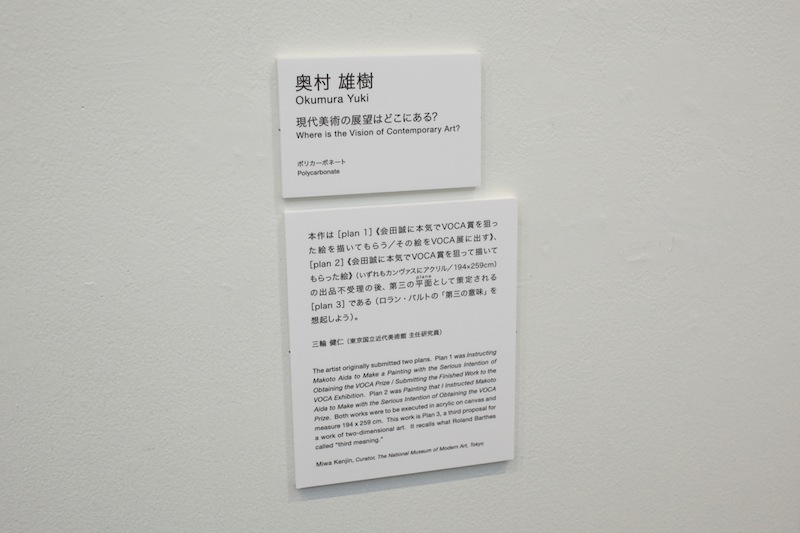 奥村 雄樹
Okumura Yuki
現代美術の展望はどこにある?
Where is the Vision of Contemporary Art?
ポリカーボネート
Polycarbonate
本作は [plan 1]《会田誠に本気でVOCA賞を狙っ
た絵を描いてもらう/その絵をVOCA展に出す》、
[plan 2]《会田誠に本気でVOCA賞を狙って描いて
もらった絵》(いずれもカンヴァスにアクリル/194×259cm)
plane
の出品不受理の後、第三の平面として策定される
[plan 3] である (ロラン・バルトの「第三の意味」を
想起しよう)。
三輪 健仁 (東京国立近代美術館 主任研究員)
The artist originally submitted two plans. Plan 1 was Instructing
Makoto Aida to Make a Painting with the Serious Intention of
Obtaining the VOCA Prize / Submitting the Finished Work to the
VOCA Exhibition. Plan 2 was Painting that I Instructed Makoto
Aida to Make with the Serious Intention of Obtaining the VOCA
Prize. Both works were to be executed in acrylic on canvas and
measure 194 x 259 cm. This work is Plan 3, a third proposal for
a work of two-dimensional art. It recalls what Roland Barthes
called "third meaning."
Miwa Kenjin, Curator, The National Museum of Modern Art, Tokyo